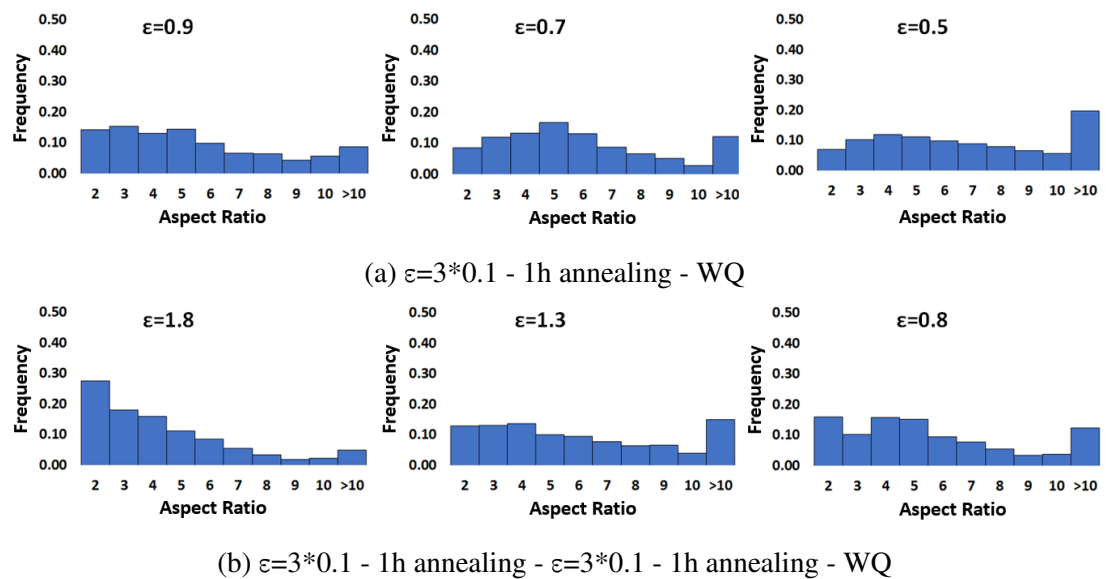 ε=0.9
0.50
0.40
0.30
0.20
0.10
0.00
Frequency
2 3 4 5 6 7 8 9 10 >10
Aspect Ratio
ε=0.7
0.50
0.40
0.30
0.20
0.10
0.00
Frequency
2 3 4 5 6 7 8 9 10 >10
Aspect Ratio
ε=0.5
0.50
0.40
0.30
0.20
0.10
0.00
Frequency
2 3 4 5 6 7 8 9 10 >10
Aspect Ratio
(a) ε=3*0.1 - 1h annealing - WQ
ε=1.8
0.50
0.40
0.30
0.20
0.10
0.00
Frequency
2 3 4 5 6 7 8 9 10 >10
Aspect Ratio
ε=1.3
0.50
0.40
0.30
0.20
0.10
0.00
Frequency
2 3 4 5 6 7 8 9 10 >10
Aspect Ratio
ε=0.8
0.50
0.40
0.30
0.20
0.10
0.00
Frequency
2 3 4 5 6 7 8 9 10 >10
Aspect Ratio
(b) ε=3*0.1 - 1h annealing - ε=3*0.1 - 1h annealing - WQ